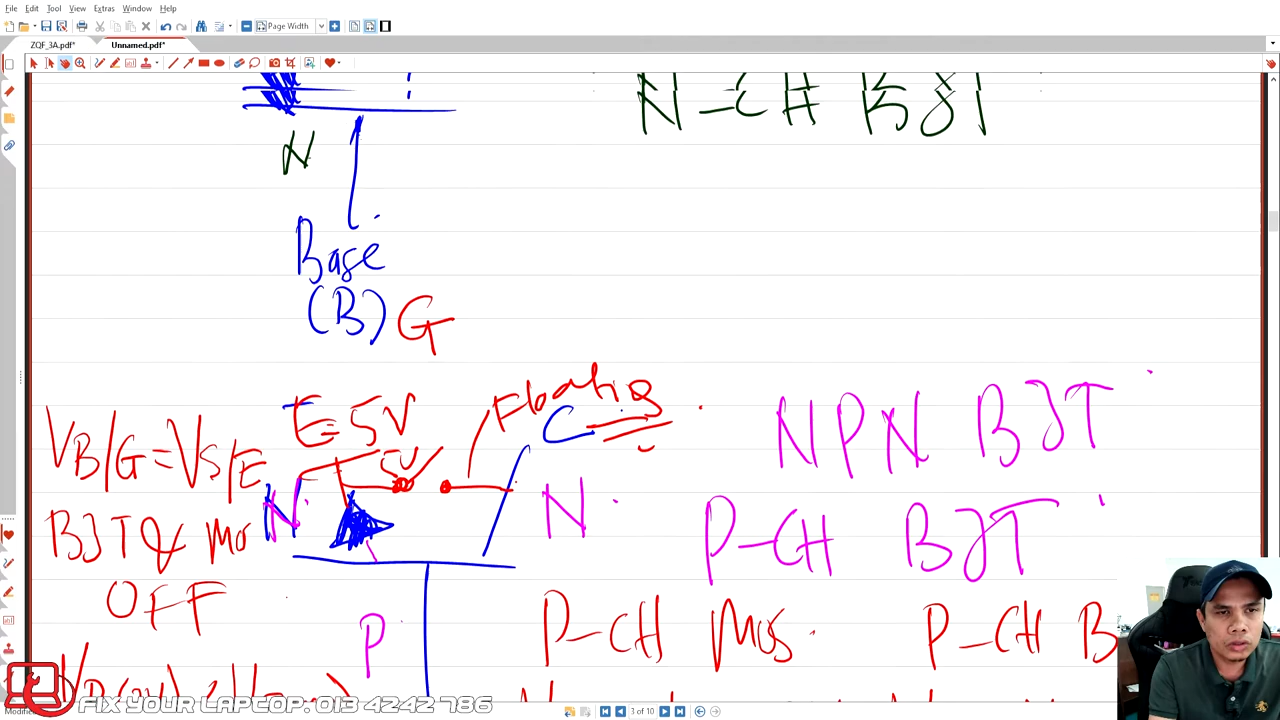 File Edit Tool View Extras Window Help
Page Width
ZQF_3A.pdf* Unnamed.pdf*
N-CH BJT
N
Base
(B) G
Floating
E=5V C
VB/G=VS/E 5V
NPN BJT
N N
BJT & Mos
P-CH BJT
OFF
P
P-CH Mos P-CH B
FIX YOUR LAPTOP: 013 4242 786
3 of 10